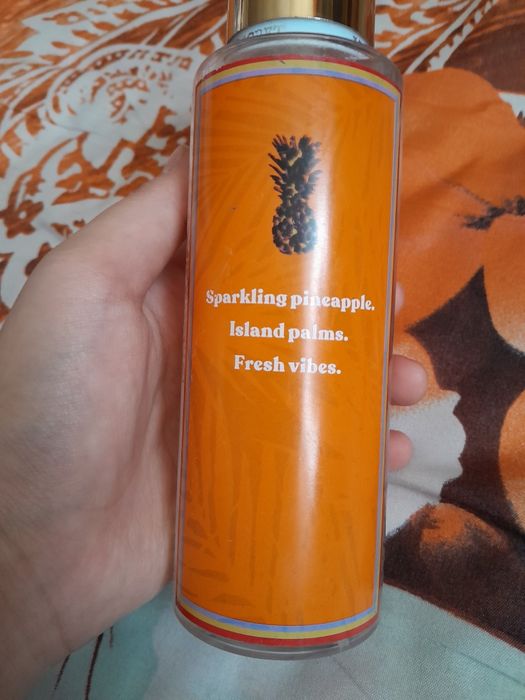 Sparkling pineapple.
Island palms.
Fresh vibes.